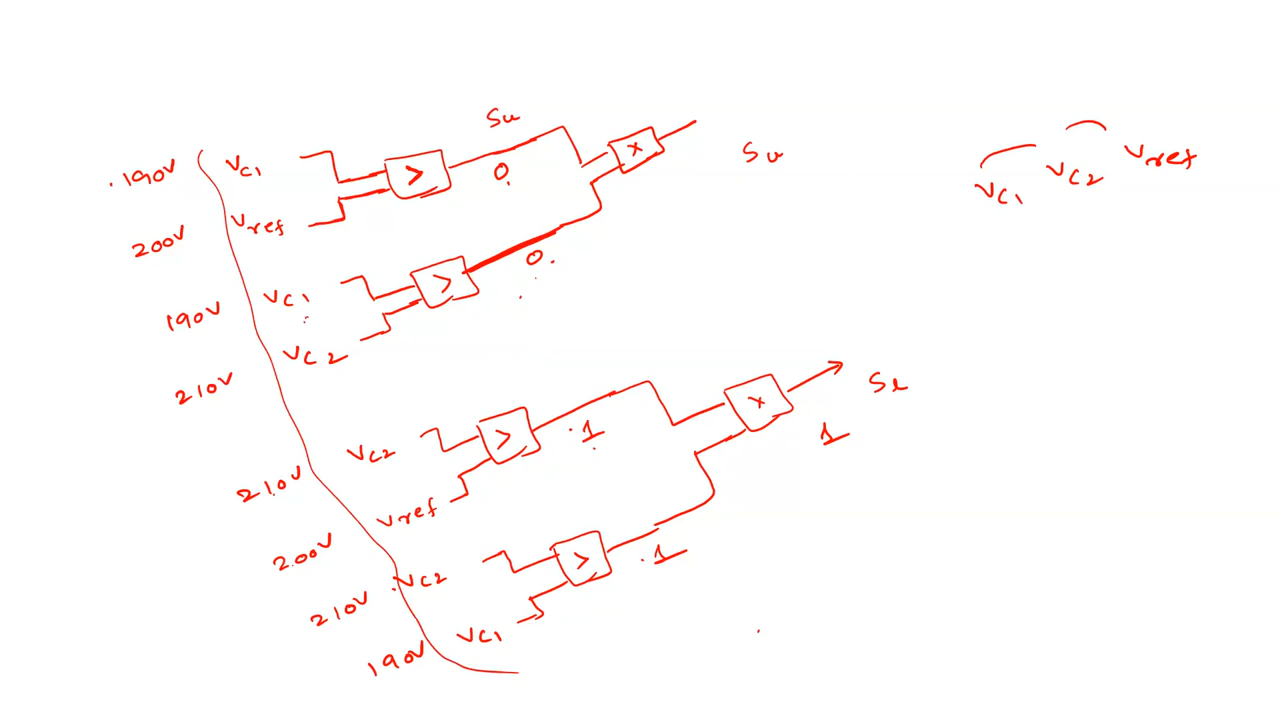 Su
.190V VC1 > 0. x Su
200V Vref
190V VC1 > 0.
210V VC2
VC1 VC2 Vref
210V VC2 > .1 x Sl
200V Vref 1
210V .VC2 > .1
190V VC1